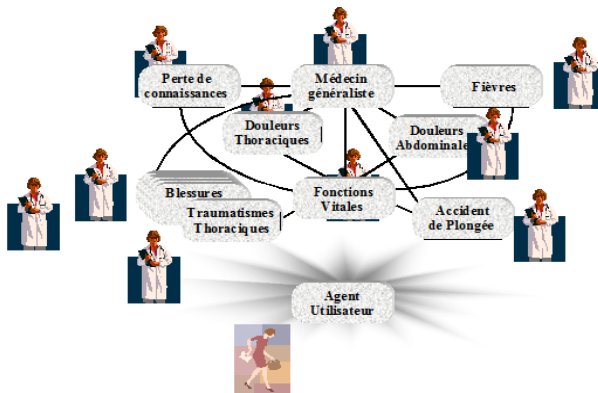 Perte de
connaissances
Médecin
généraliste
Fièvres
Douleurs
Thoraciques
Douleurs
Abdominale
Blessures
Traumatismes
Thoraciques
Fonctions
Vitales
Accident
de Plongée
Agent
Utilisateur